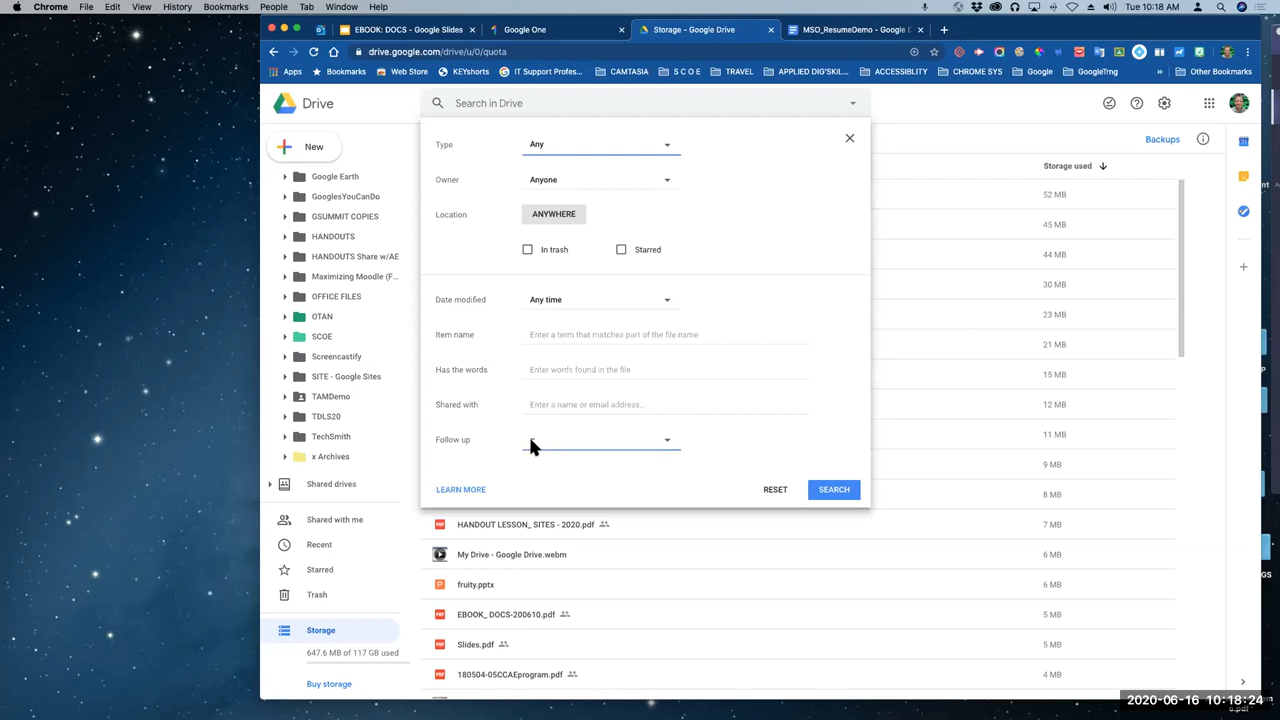 Chrome File Edit View History Bookmarks People Tab Window Help Tue 10:18 AM
EBOOK: DOCS - Google Slides Google One Storage - Google Drive MSO_ResumeDemo - Google D
drive.google.com/drive/u/0/quota
Apps Bookmarks Web Store KEYshorts IT Support Profes... CAMTASIA S C O E TRAVEL APPLIED DIG'SKIL... ACCESSIBLITY CHROME SYS Google GoogleTrng » Other Bookmarks
Drive Search in Drive
New
Type Any
Backups
Storage used
Owner Anyone
Location ANYWHERE
In trash Starred
Date modified Any time
Item name Enter a term that matches part of the file name
Has the words Enter words found in the file
Shared with Enter a name or email address...
Follow up
LEARN MORE RESET SEARCH
Google Earth
GooglesYouCanDo
GSUMMIT COPIES
HANDOUTS
HANDOUTS Share w/AE
Maximizing Moodle (F...
OFFICE FILES
OTAN
SCOE
Screencastify
SITE - Google Sites
TAMDemo
TDLS20
TechSmith
x Archives
Shared drives
Shared with me
Recent
Starred
Trash
Storage
647.6 MB of 117 GB used
Buy storage
52 MB
45 MB
44 MB
30 MB
23 MB
21 MB
15 MB
12 MB
11 MB
9 MB
8 MB
HANDOUT LESSON_ SITES - 2020.pdf 7 MB
My Drive - Google Drive.webm 6 MB
fruity.pptx 6 MB
EBOOK_ DOCS-200610.pdf 5 MB
Slides.pdf 5 MB
180504-05CCAEprogram.pdf 4 MB
2020-06-16 10:18:24